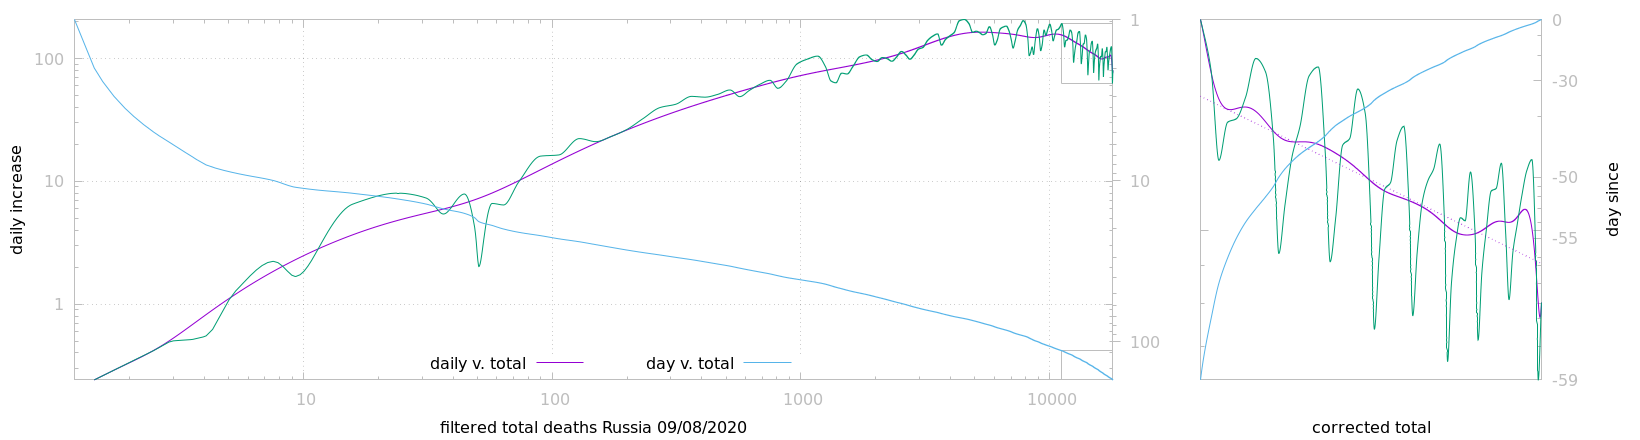 daily increase
100
10
1
10
100
1000
10000
1
10
100
daily v. total
day v. total
filtered total deaths Russia 09/08/2020
0
-30
-50
-55
-59
day since
corrected total